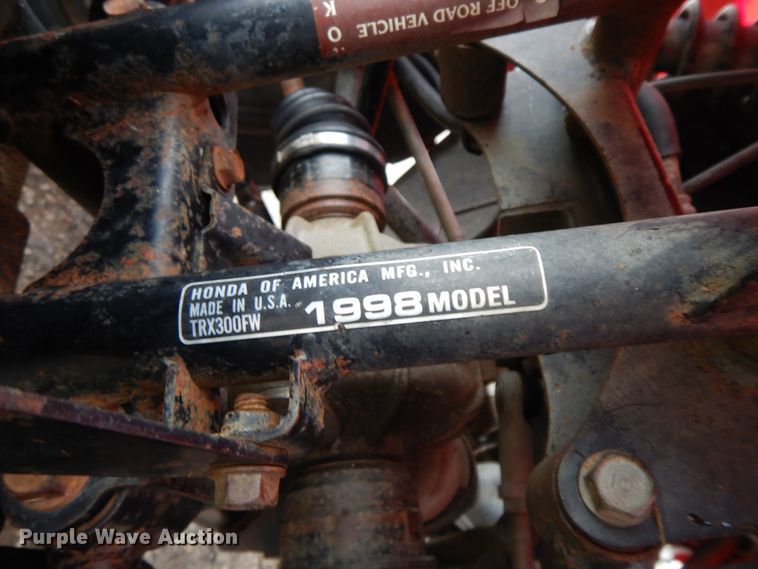 OFF ROAD VEHICLE
HONDA OF AMERICA MFG., INC.
MADE IN U.S.A. 1998 MODEL
TRX300FW
Purple Wave Auction